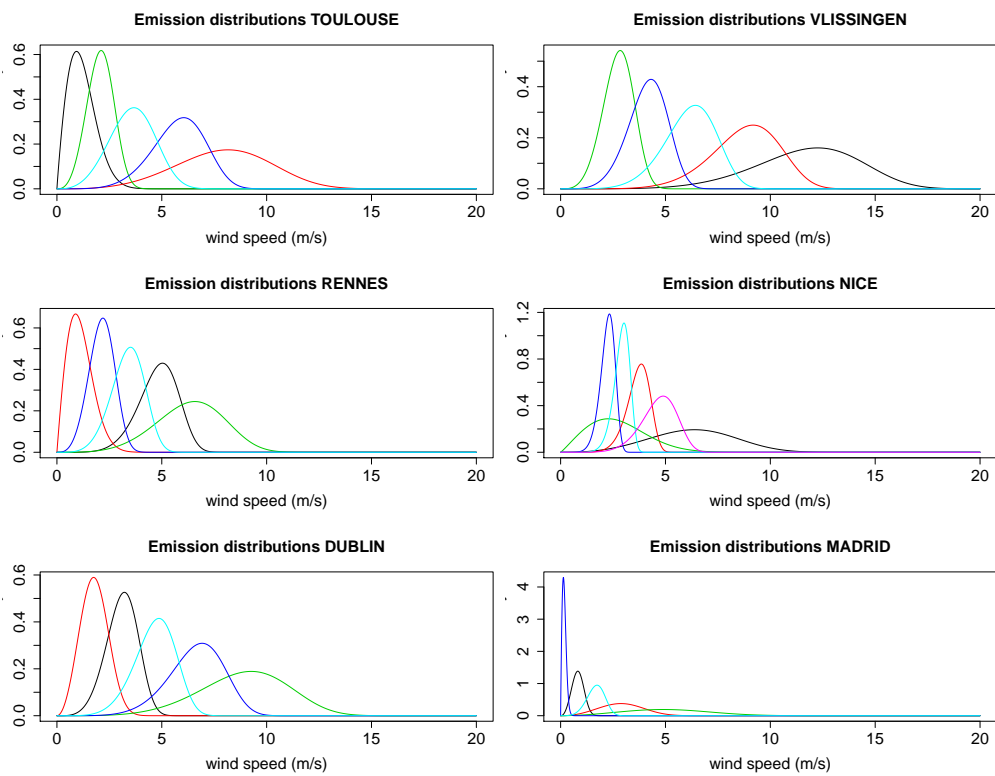 Emission distributions TOULOUSE
0.0 0.2 0.4 0.6
0 5 10 15 20
wind speed (m/s)
Emission distributions VLISSINGEN
0.0 0.2 0.4
0 5 10 15 20
wind speed (m/s)
Emission distributions RENNES
0.0 0.2 0.4 0.6
0 5 10 15 20
wind speed (m/s)
Emission distributions NICE
0.0 0.4 0.8 1.2
0 5 10 15 20
wind speed (m/s)
Emission distributions DUBLIN
0.0 0.2 0.4 0.6
0 5 10 15 20
wind speed (m/s)
Emission distributions MADRID
0 1 2 3 4
0 5 10 15 20
wind speed (m/s)